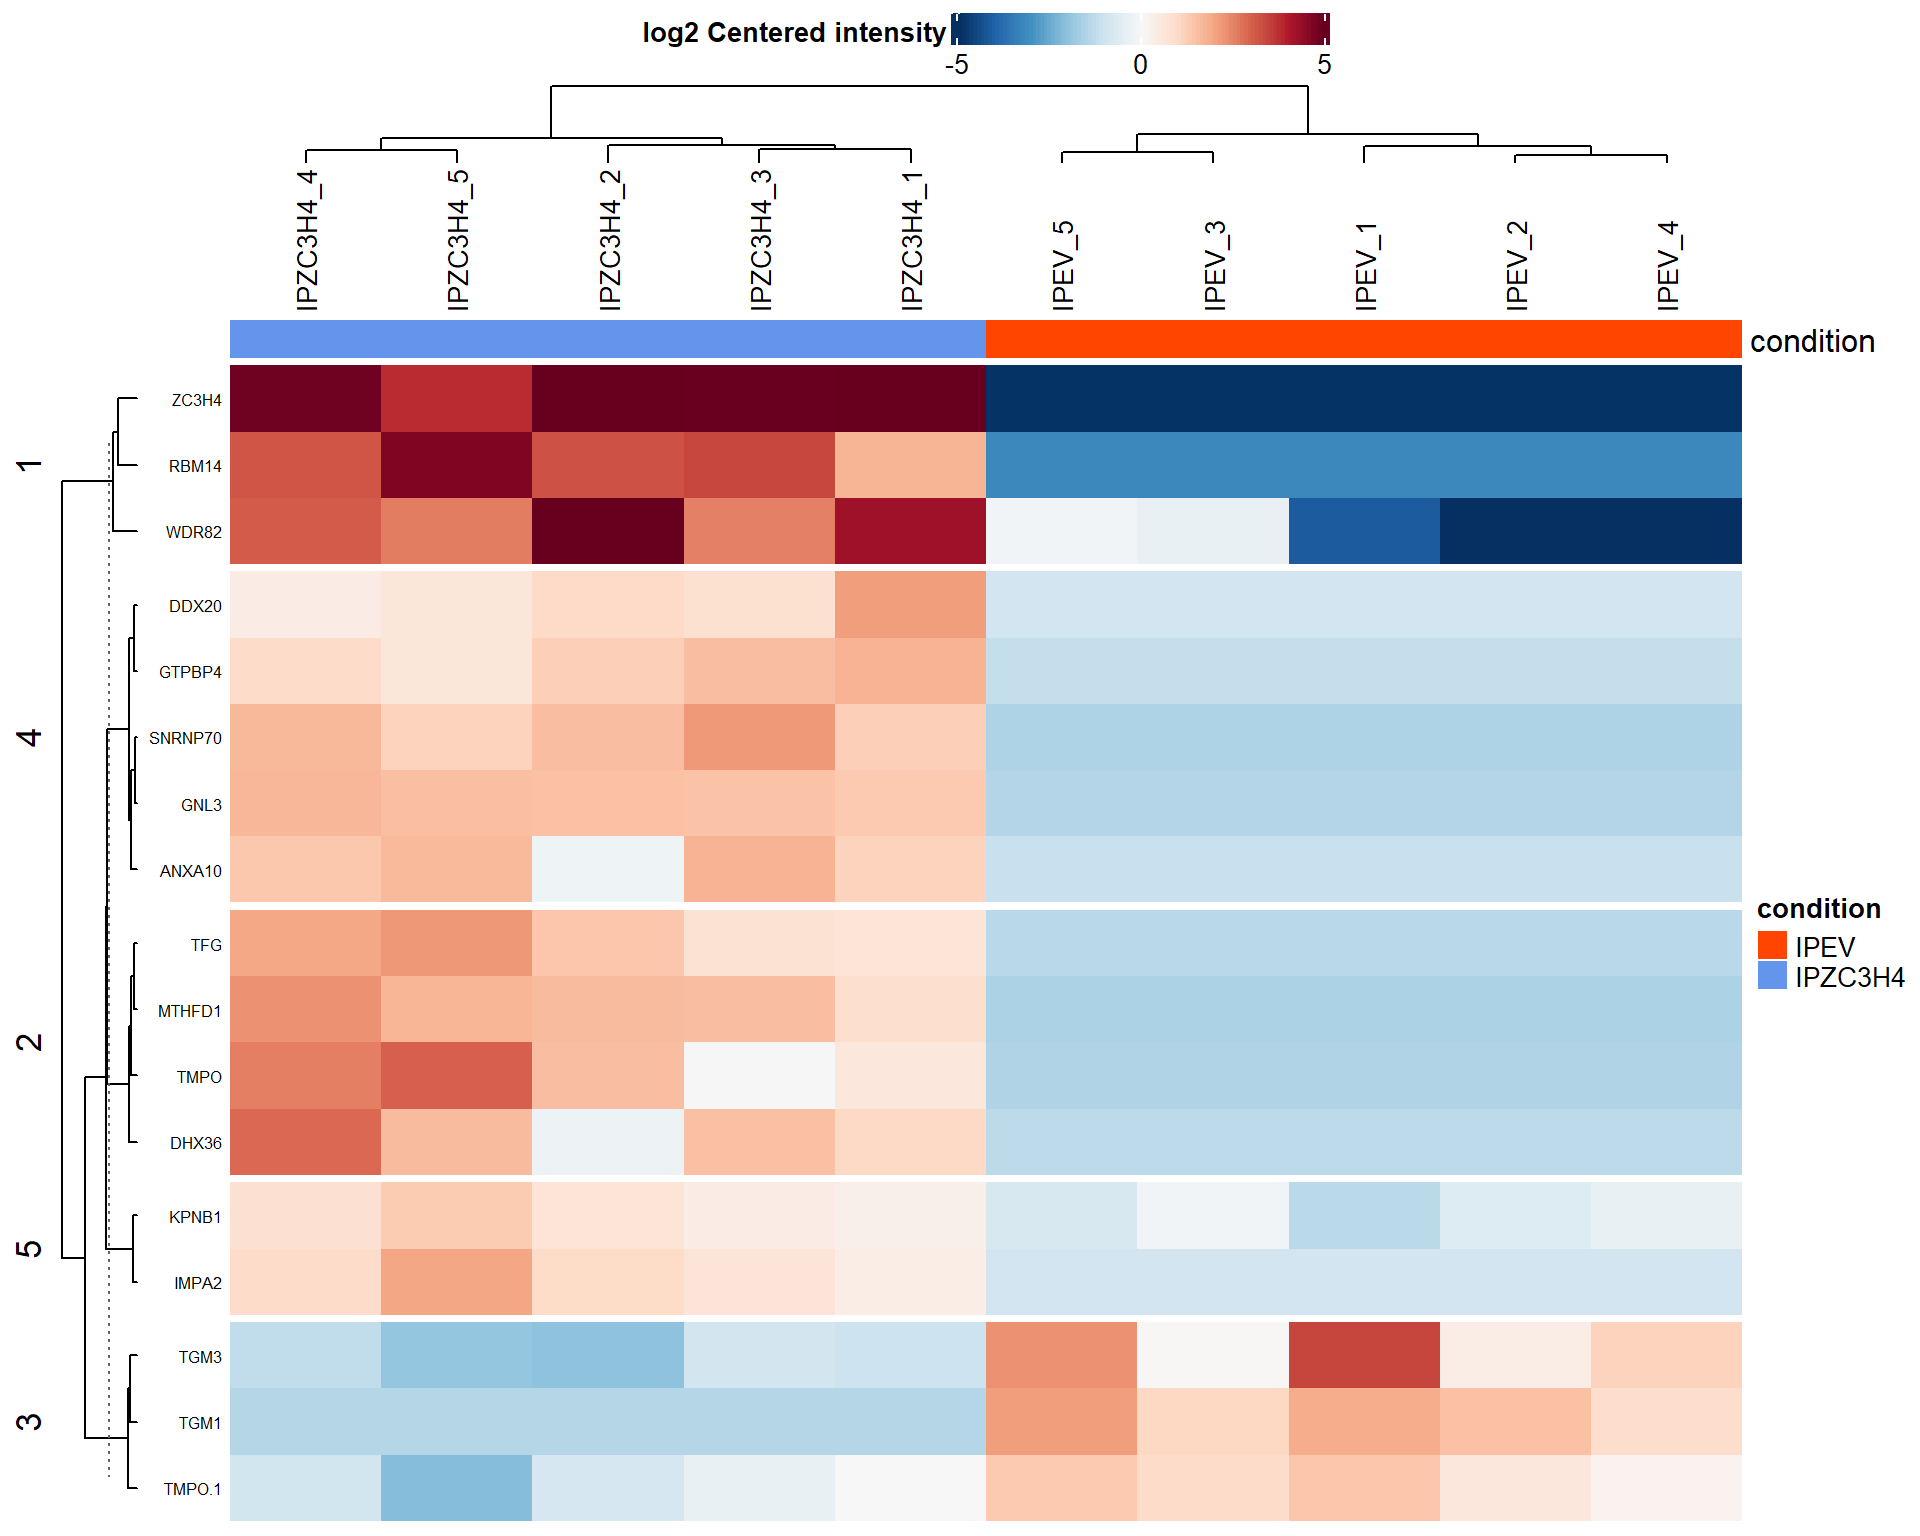 log2 Centered intensity
-5 0 5
IPZC3H4_4 IPZC3H4_5 IPZC3H4_2 IPZC3H4_3 IPZC3H4_1 IPEV_5 IPEV_3 IPEV_1 IPEV_2 IPEV_4
condition
1
ZC3H4
RBM14
WDR82
4
DDX20
GTPBP4
SNRNP70
GNL3
ANXA10
2
TFG
MTHFD1
TMPO
DHX36
5
KPNB1
IMPA2
3
TGM3
TGM1
TMPO.1
condition
IPEV
IPZC3H4